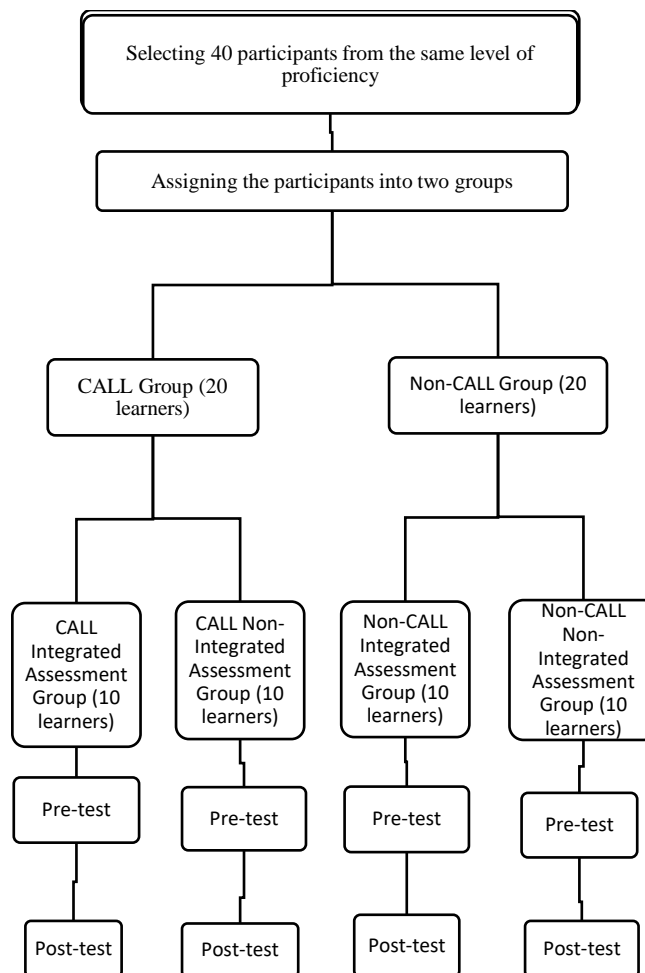 Selecting 40 participants from the same level of
proficiency
Assigning the participants into two groups
CALL Group (20
learners)
Non-CALL Group (20
learners)
CALL
Integrated
Assessment
Group (10
learners)
CALL Non-
Integrated
Assessment
Group (10
learners)
Non-CALL
Integrated
Assessment
Group (10
learners)
Non-CALL
Non-
Integrated
Assessment
Group (10
learners)
Pre-test
Pre-test
Pre-test
Pre-test
Post-test
Post-test
Post-test
Post-test